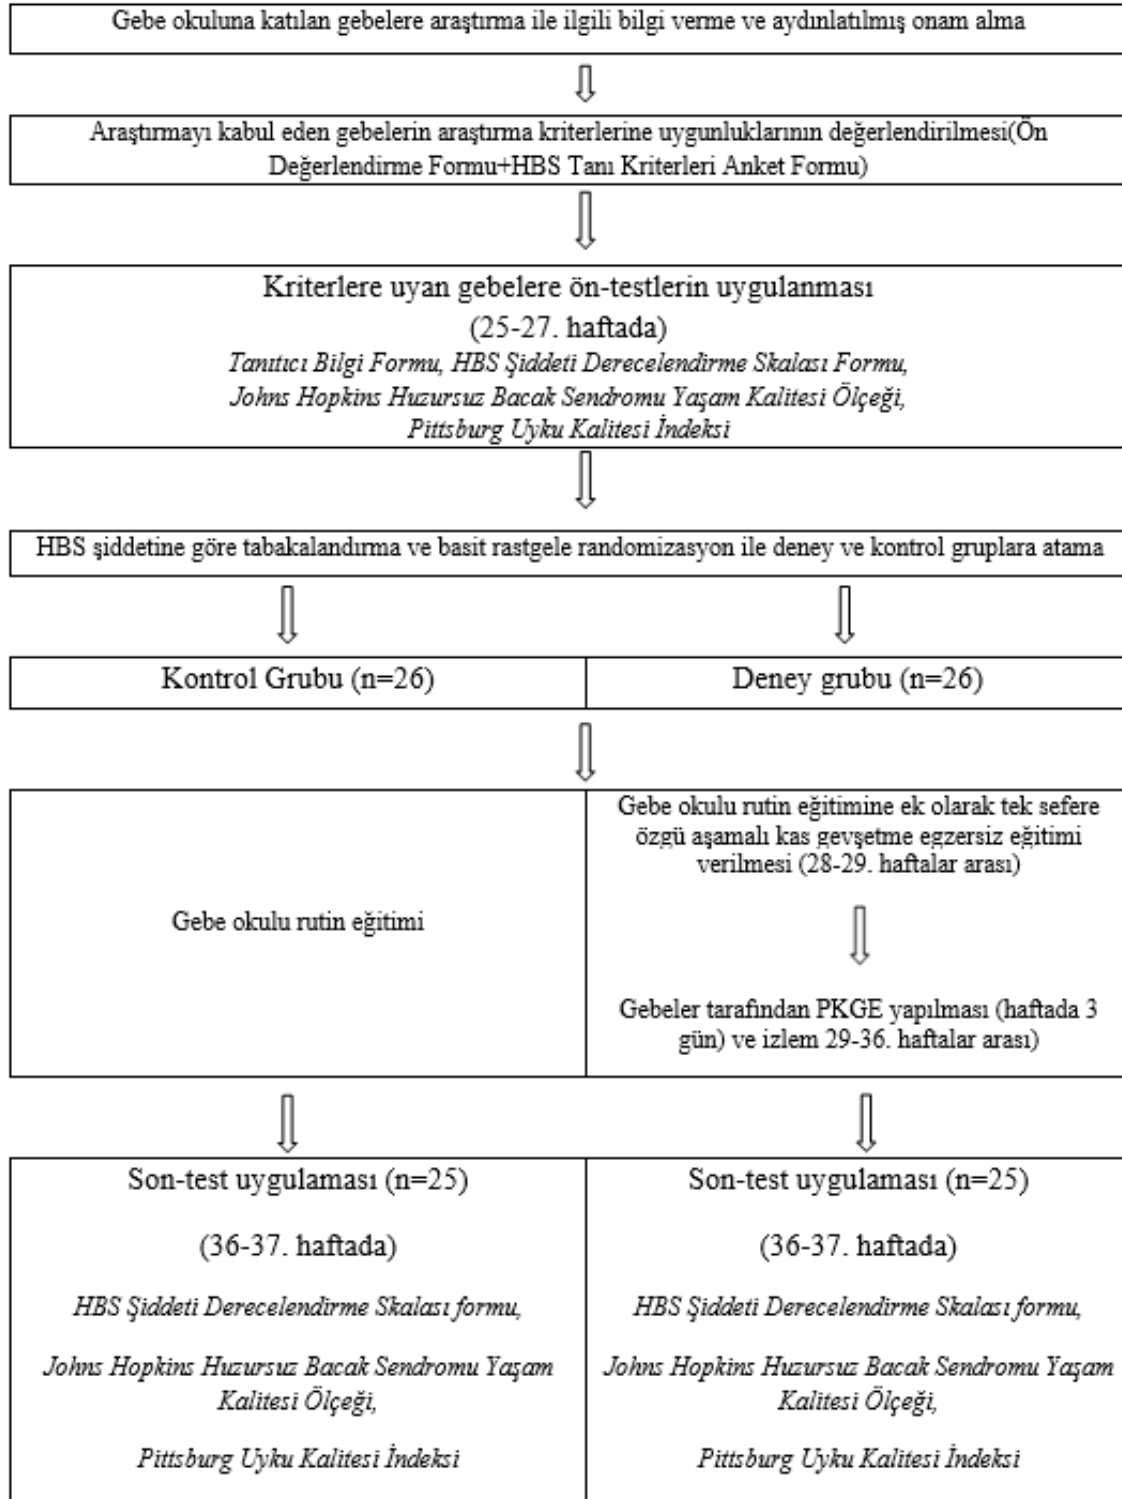 Gebe okuluna katılan gebelere araştırma ile ilgili bilgi verme ve aydınlatılmış onam alma
Araştırmayı kabul eden gebelerin araştırma kriterlerine uygunluklarının değerlendirilmesi(Ön
Değerlendirme Formu+HBS Tanı Kriterleri Anket Formu)
Kriterlere uyan gebelere ön-testlerin uygulanması
(25-27. haftada)
Tanıtıcı Bilgi Formu, HBS Şiddeti Derecelendirme Skalası Formu,
Johns Hopkins Huzursuz Bacak Sendromu Yaşam Kalitesi Ölçeği,
Pittsburg Uyku Kalitesi İndeksi
HBS şiddetine göre tabakalandırma ve basit rastgele randomizasyon ile deney ve kontrol gruplara atama
Kontrol Grubu (n=26)
Deney grubu (n=26)
Gebe okulu rutin eğitimi
Gebe okulu rutin eğitimine ek olarak tek sefere
özgü aşamalı kas gevşetme egzersiz eğitimi
verilmesi (28-29. haftalar arası)
Gebeler tarafından PKGE yapılması (haftada 3
gün) ve izlem 29-36. haftalar arası)
Son-test uygulaması (n=25)
(36-37. haftada)
HBS Şiddeti Derecelendirme Skalası formu,
Johns Hopkins Huzursuz Bacak Sendromu Yaşam
Kalitesi Ölçeği,
Pittsburg Uyku Kalitesi İndeksi
Son-test uygulaması (n=25)
(36-37. haftada)
HBS Şiddeti Derecelendirme Skalası formu,
Johns Hopkins Huzursuz Bacak Sendromu Yaşam
Kalitesi Ölçeği,
Pittsburg Uyku Kalitesi İndeksi